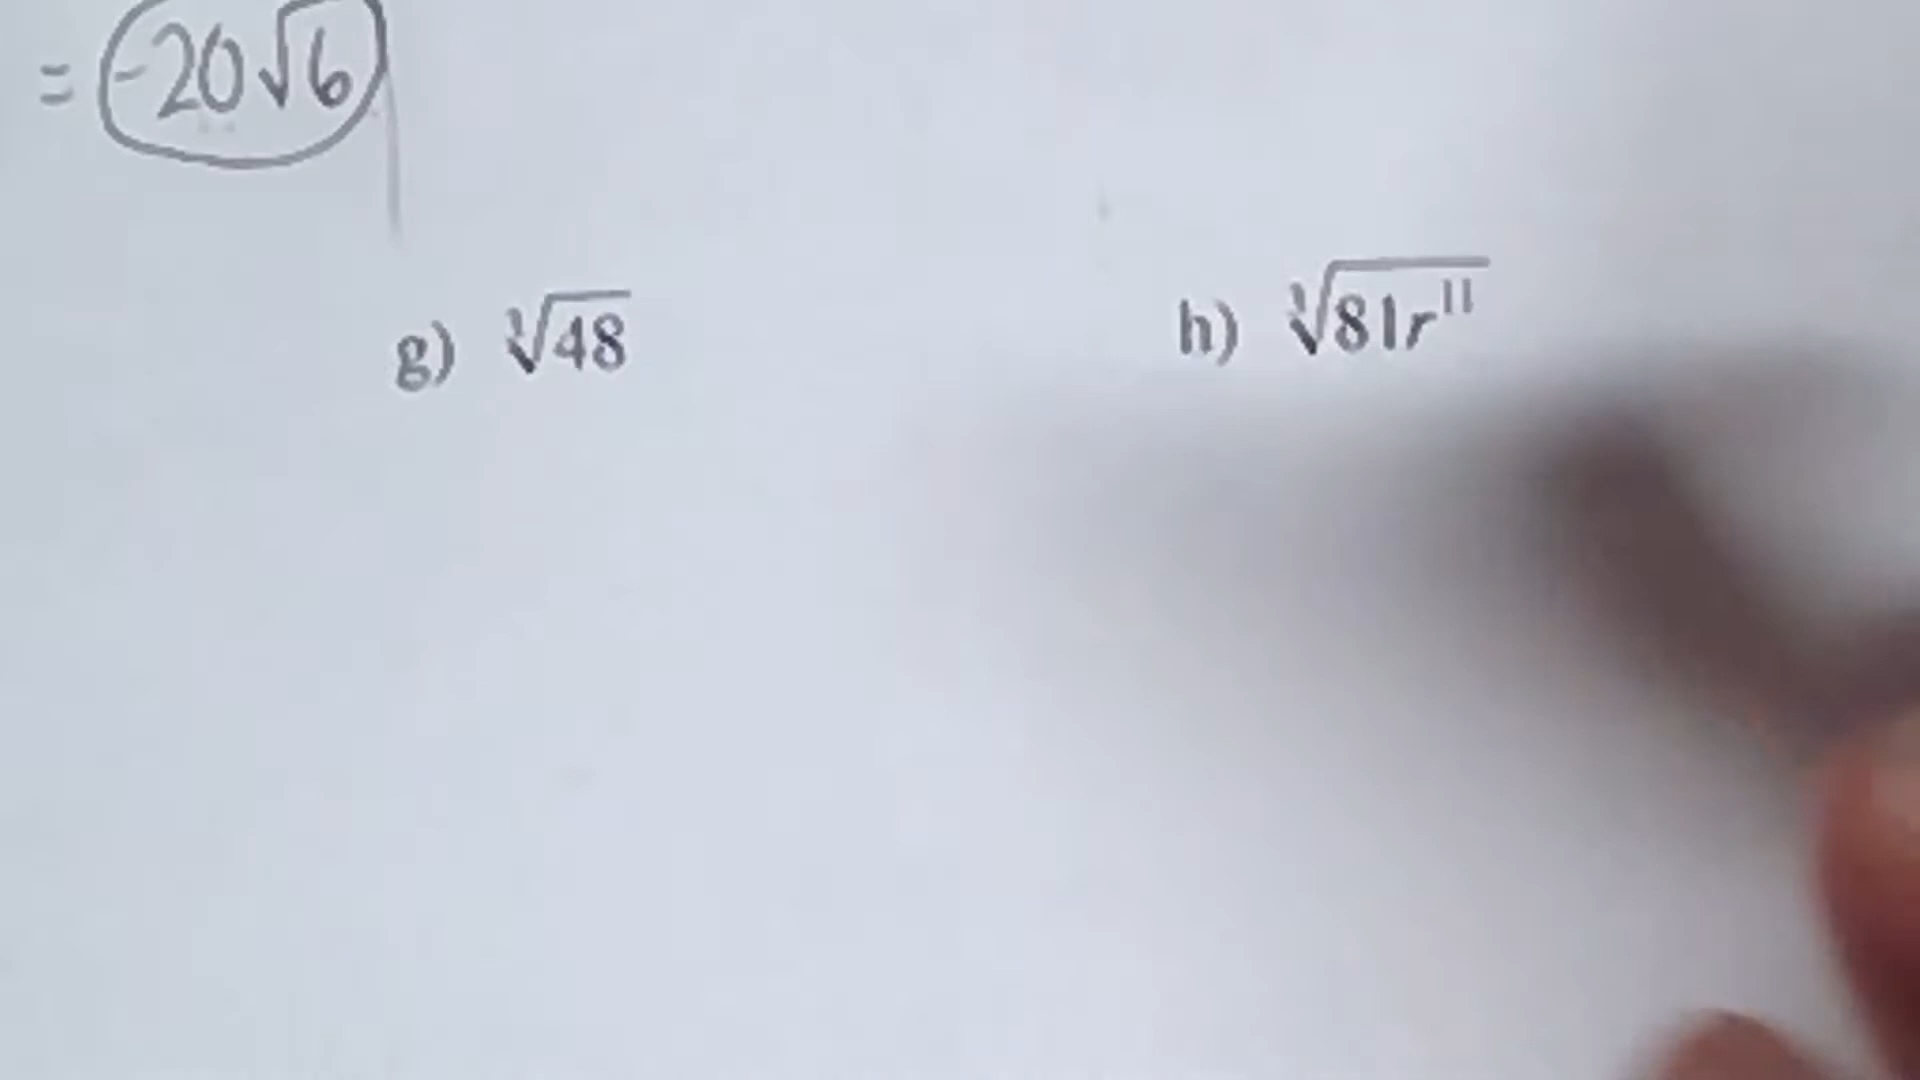 = -20√6
g) ∛48
h) ∛81r¹¹